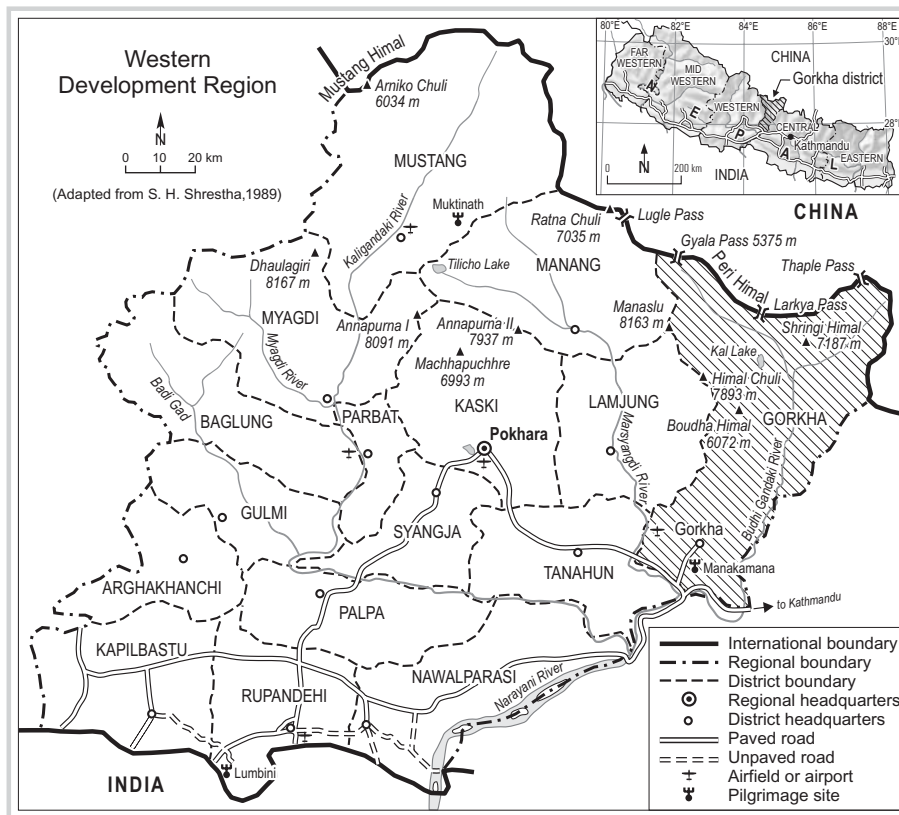 Western
Development Region
N
0 10 20 km
(Adapted from S. H. Shrestha,1989)
80°E 82°E 84°E 86°E 88°E
30°N
28°N
FAR
WESTERN
MID
WESTERN
WESTERN
CENTRAL
EASTERN
NEPAL
CHINA
Gorkha district
Kathmandu
INDIA
N
0 200 km
CHINA
Mustang Himal
Arniko Chuli
6034 m
MUSTANG
Kaligandaki River
Muktinath
Ratna Chuli
7035 m
Lugle Pass
Gyala Pass 5375 m
Peri Himal
Thaple Pass
Larkya Pass
Dhaulagiri
8167 m
Tilicho Lake
MANANG
Manaslu
8163 m
Shringi Himal
7187 m
MYAGDI
Myagdi River
Annapurna I
8091 m
Annapurna II
7937 m
Machhapuchhre
6993 m
Kal Lake
Himal Chuli
7893 m
Badi Gad
BAGLUNG
PARBAT
KASKI
LAMJUNG
Marsyangdi River
GORKHA
Boudha Himal
6072 m
Budhi Gandaki River
Pokhara
GULMI
SYANGJA
Gorkha
Manakamana
TANAHUN
ARGHAKHANCHI
PALPA
to Kathmandu
KAPILBASTU
RUPANDEHI
NAWALPARASI
Narayani River
Lumbini
INDIA
International boundary
Regional boundary
District boundary
Regional headquarters
District headquarters
Paved road
Unpaved road
Airfield or airport
Pilgrimage site